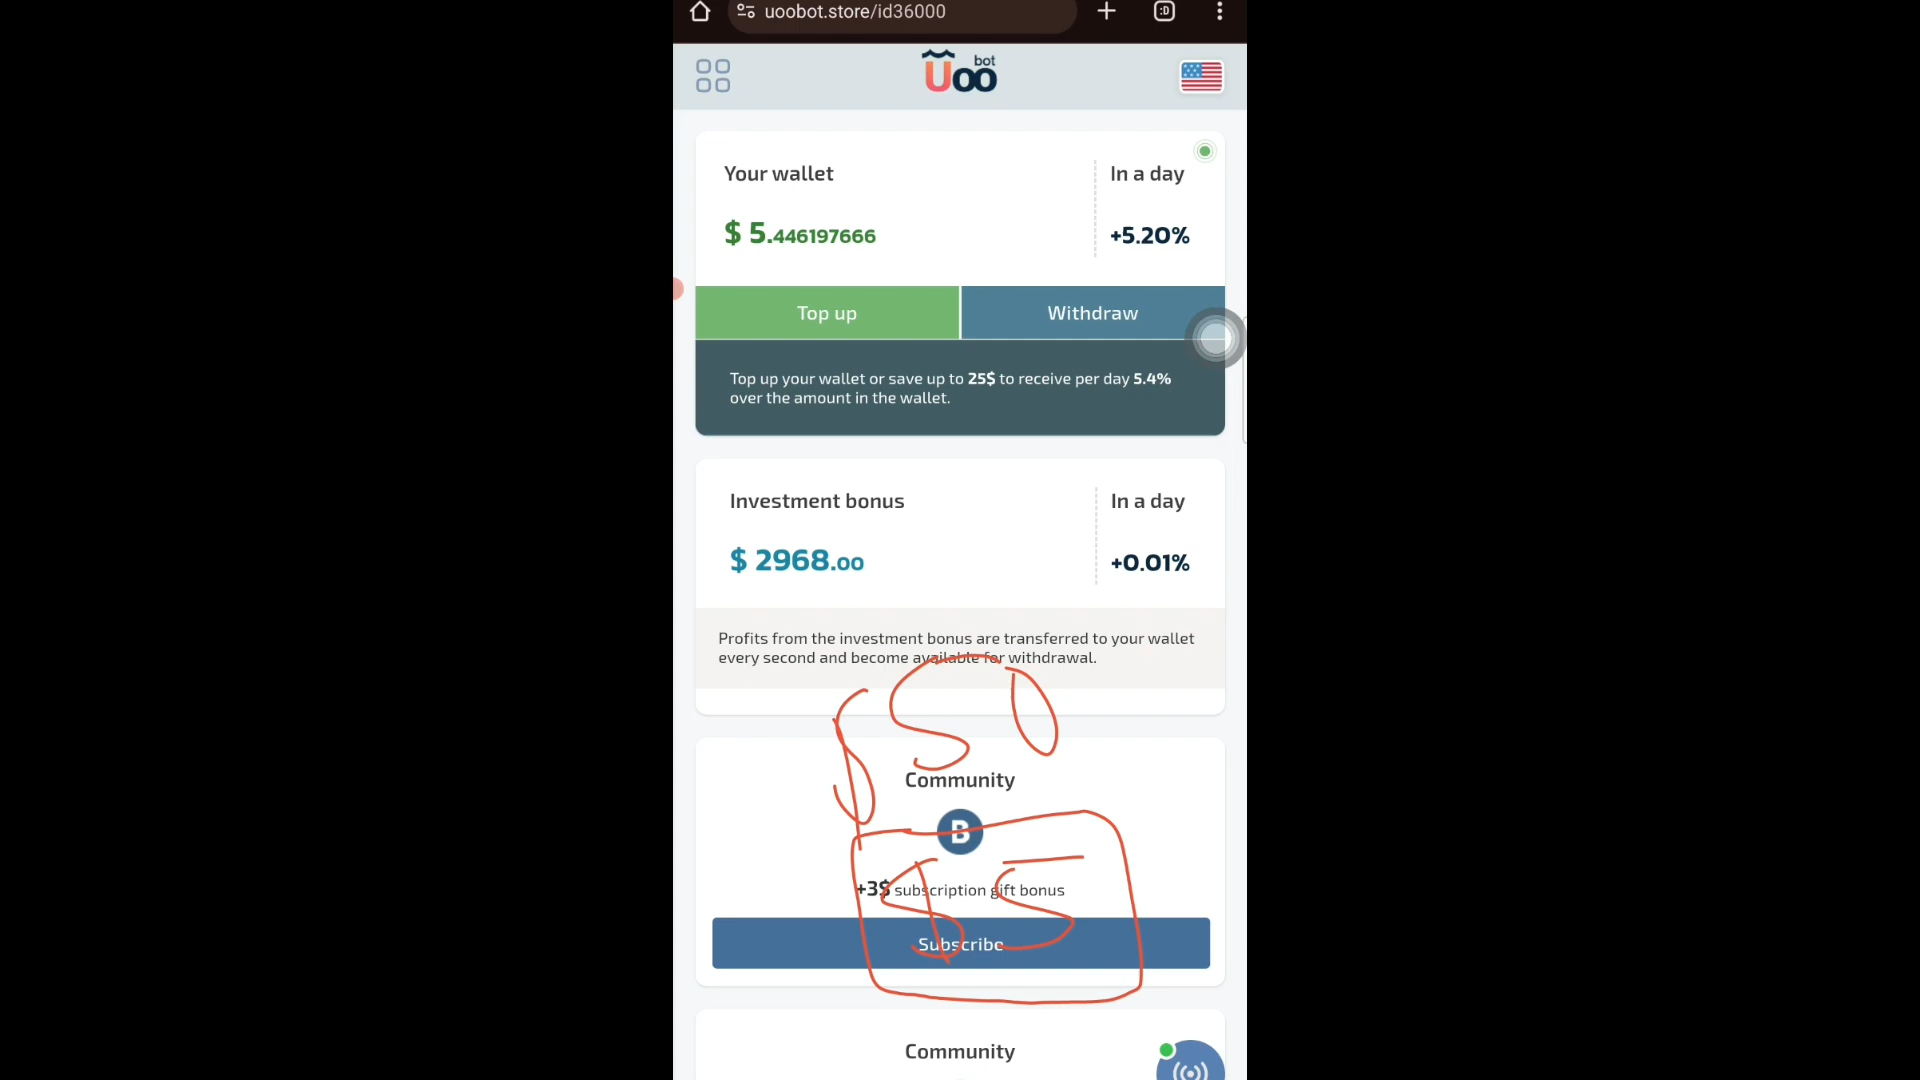 uoobot.store/id36000
:D
Uoo bot
Your wallet
In a day
$ 5.446197666
+5.20%
Top up
Withdraw
Top up your wallet or save up to 25$ to receive per day 5.4%
over the amount in the wallet.
Investment bonus
In a day
$ 2968.00
+0.01%
Profits from the investment bonus are transferred to your wallet
every second and become available for withdrawal.
$50
Community
B
+3$ subscription gift bonus
$5
Subscribe
Community